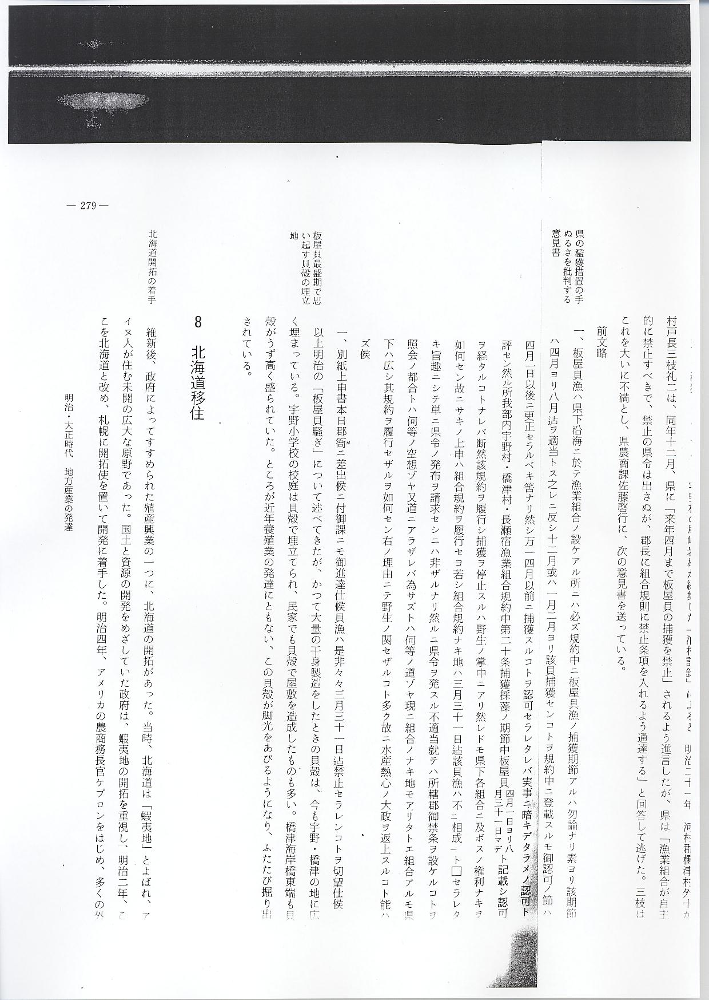 村戸長三枝礼二は、同年十二月、県に「来年四月まで板屋貝の捕獲を禁止」されるよう進言したが、県は「漁業組合が自主
的に禁止すべきで、禁止の県令は出さぬが、郡長に組合規則に禁止条項を入れるよう通達する」と回答して逃げた。三枝は
これを大いに不満とし、県農商課佐藤啓行に、次の意見書を送っている。
県の濫獲措置の手
ぬるさを批判する
意見書
前文略
一、板屋貝漁ハ県下沿海ニ於テ漁業組合ノ設ケアル所ニハ必ズ規約中ニ板屋具漁ノ捕獲期節アルハ勿論ナリ素ヨリ該期節
ハ四月ヨリ八月迠ヲ適当トス之レニ反シ十二月或ハ一月二月ヨリ該貝捕獲センコトヲ規約中ニ登載スルモ御認可ノ節ハ
四月一日以後ニ更正セラルベキ筈ナリ然シ万一四月以前ニ捕獲スルコトヲ認可セラレタレバ実事ニ暗キデタラメノ認可ト
評セン然ル所我部内宇野村・橋津村・長瀬宿漁業組合規約中第二十条捕獲採藻ノ期節中板屋貝四月一日ヨリ八月三十一日マデト記載シ認可
ヲ経タルコトナレバ断然該規約ヲ履行シ捕獲ヲ停止スルハ野生ノ掌中ニアリ然レドモ県下各組合ニ及ボスノ権利ナキヲ
如何セン故ニサキノ上申ハ組合規約ヲ履行セヨ若シ組合規約ナキ地ハ三月三十一日迠該貝漁ハ不ニ相成一ト□セラレタ
キ旨趣ニシテ単ニ県令ノ発布ヲ請求セシニハ非ザルナリ然ルニ県令ヲ発スル不適当就テハ所轄郡御禁条ヲ設ケルコトヲ
照会ノ都合トハ何等ノ空想ゾヤ又道ニアラザレバ為サズトハ何等ノ道ゾヤ現ニ組合ノナキ地モアリタトエ組合アルモ県
下ハ広シ其規約ヲ履行セザルヲ如何セン右ノ理由ニテ野生ノ関セザルコト多ク故ニ水産熱心ノ大政ヲ返上スルコト能ハ
ズ候
一、別紙上申書本日郡衙が ニ差出候ニ付御課ニモ御進達仕候貝漁ハ是非々々三月三十一日迠禁止セラレンコトヲ切望仕候
板屋貝最盛期で思
い起す貝殻の埋立
地
以上明治の「板屋貝騒ぎ」について述べてきたが、かつて大量の干身製造をしたときの貝殻は、今も宇野・橋津の地に広
く埋まっている。宇野小学校の校庭は貝殻で埋立てられ、民家でも貝殻で屋敷を造成したものも多い。橋津海岸橋東端も貝
殻がうず高く盛られていた。ところが近年養殖業の発達にともない、この貝殻が脚光をあびるようになり、ふたたび堀り出
されている。
8 北海道移住
北海道開拓の着手
維新後、政府によってすすめられた殖産興業の一つに、北海道の開拓があった。当時、北海道は「蝦夷地」とよばれ、ア
イヌ人が住む未開の広大な原野であった。国土と資源の開発をめざしていた政府は、蝦夷地の開拓を重視し、明治二年、こ
こを北海道と改め、札幌に開拓使を置いて開発に着手した。明治四年、アメリカの農商務長官ケプロンをはじめ、多くの外
明治・大正時代 地方産業の発達
— 279 —